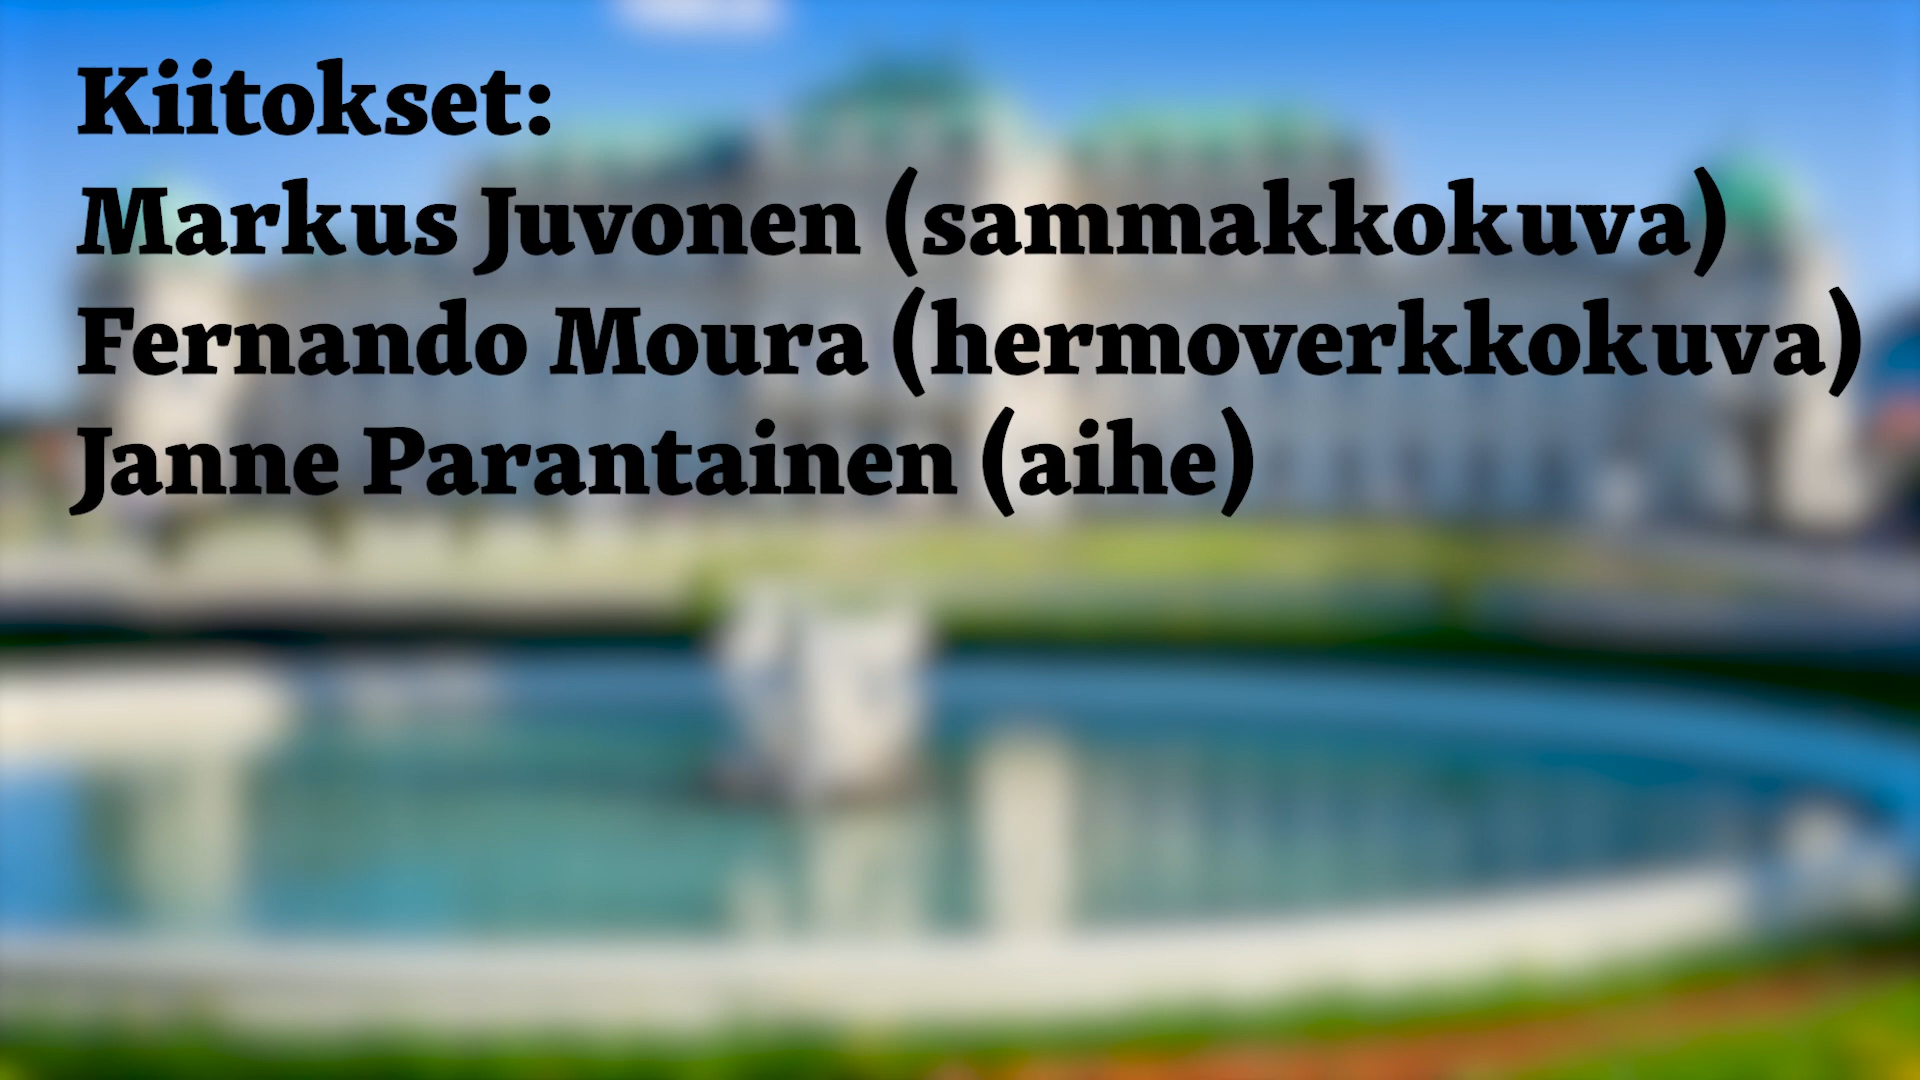 Kiitokset:
Markus Juvonen (sammakkokuva)
Fernando Moura (hermoverkkokuva)
Janne Parantainen (aihe)